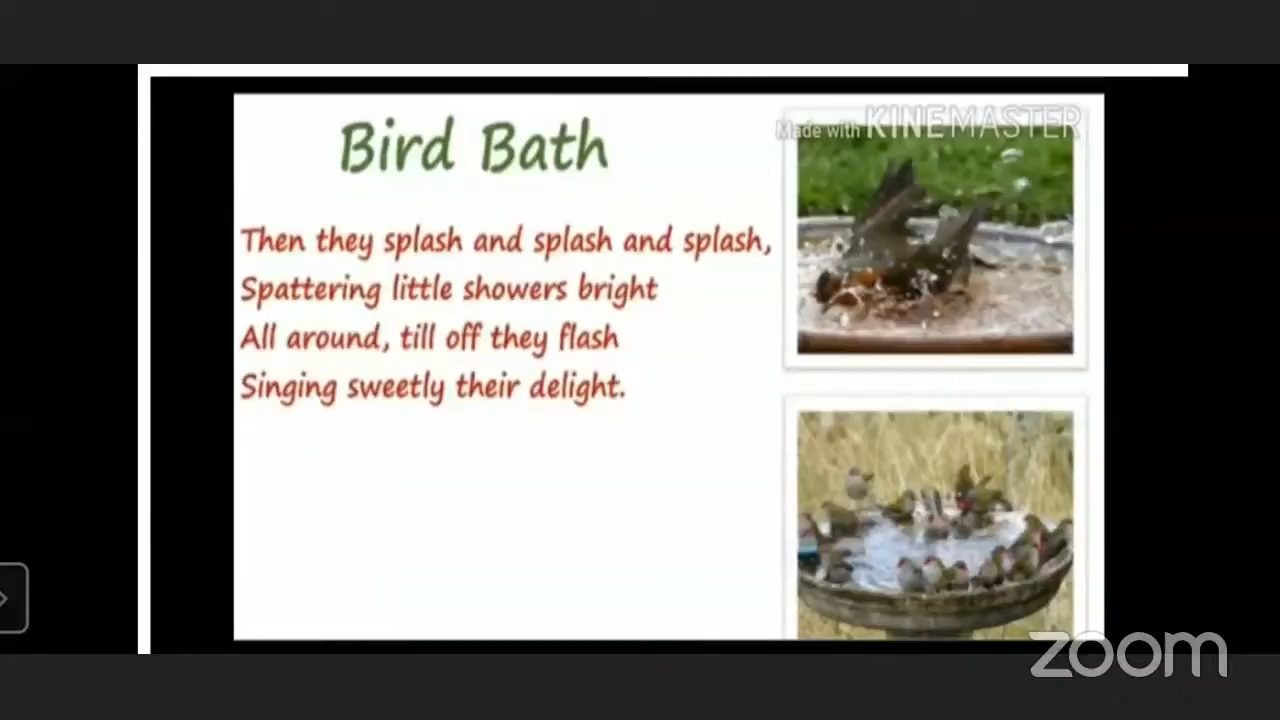 Bird Bath
Made with KINEMASTER
Then they splash and splash and splash,
Spattering little showers bright
All around, till off they flash
Singing sweetly their delight.
zoom